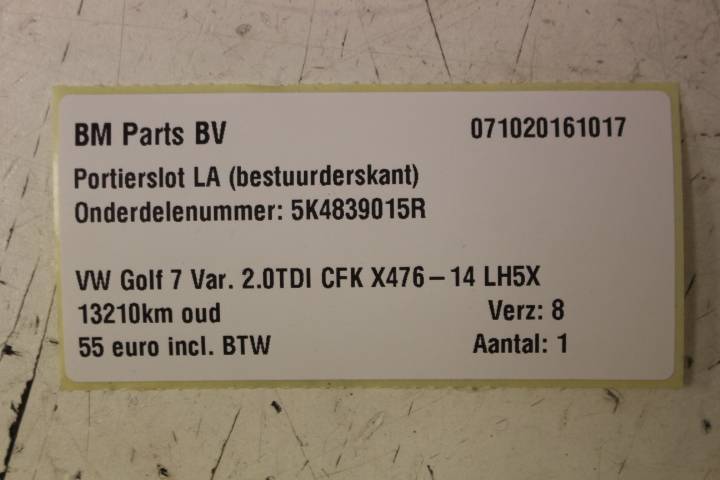 BM Parts BV 071020161017
Portierslot LA (bestuurderskant)
Onderdelenummer: 5K4839015R
VW Golf 7 Var. 2.0TDI CFK X476-14 LH5X
13210km oud Verz: 8
55 euro incl. BTW Aantal: 1